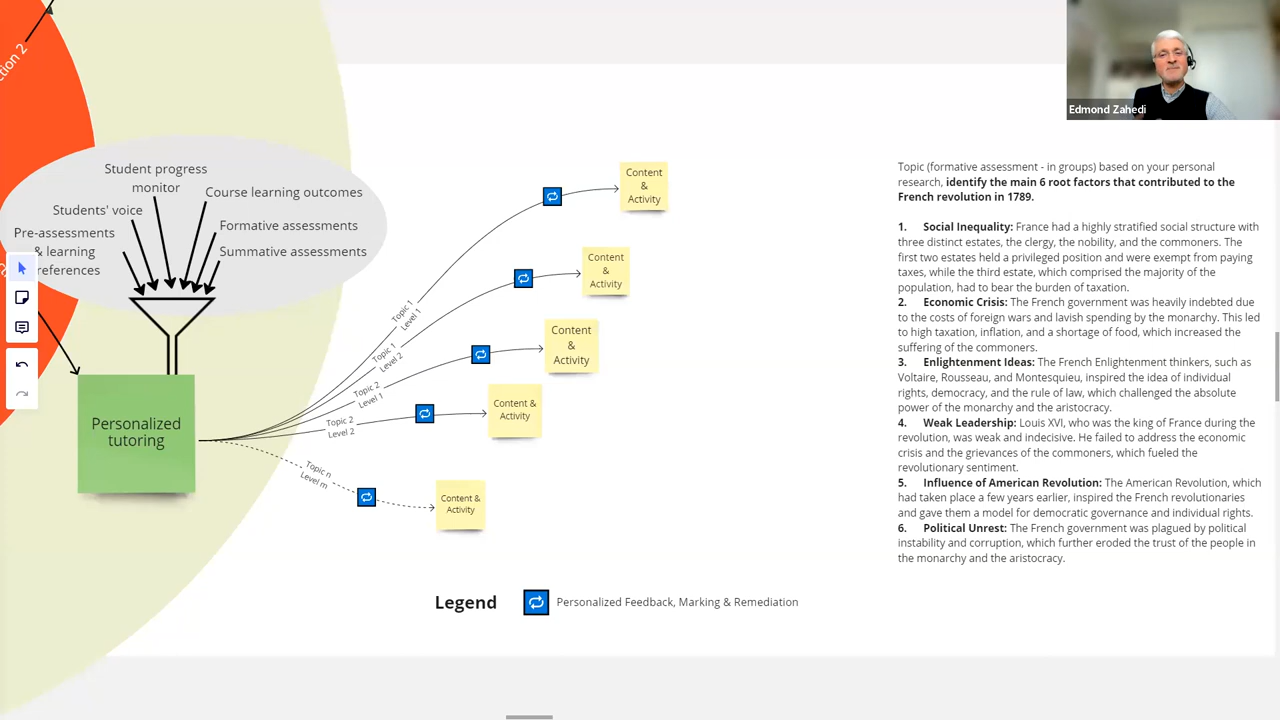 ction 2
Edmond Zahedi
Student progress
monitor
Course learning outcomes
Students' voice
Formative assessments
Pre-assessments
& learning
references
Summative assessments
Personalized
tutoring
Topic 1
Level 1
Topic 1
Level 2
Topic 2
Level 1
Topic 2
Level 2
Topic n
Level m
Content
&
Activity
Content
&
Activity
Content
&
Activity
Content &
Activity
Content &
Activity
Legend
Personalized Feedback, Marking & Remediation
Topic (formative assessment - in groups) based on your personal
research, identify the main 6 root factors that contributed to the
French revolution in 1789.
1. Social Inequality: France had a highly stratified social structure with
three distinct estates, the clergy, the nobility, and the commoners. The
first two estates held a privileged position and were exempt from paying
taxes, while the third estate, which comprised the majority of the
population, had to bear the burden of taxation.
2. Economic Crisis: The French government was heavily indebted due
to the costs of foreign wars and lavish spending by the monarchy. This led
to high taxation, inflation, and a shortage of food, which increased the
suffering of the commoners.
3. Enlightenment Ideas: The French Enlightenment thinkers, such as
Voltaire, Rousseau, and Montesquieu, inspired the idea of individual
rights, democracy, and the rule of law, which challenged the absolute
power of the monarchy and the aristocracy.
4. Weak Leadership: Louis XVI, who was the king of France during the
revolution, was weak and indecisive. He failed to address the economic
crisis and the grievances of the commoners, which fueled the
revolutionary sentiment.
5. Influence of American Revolution: The American Revolution, which
had taken place a few years earlier, inspired the French revolutionaries
and gave them a model for democratic governance and individual rights.
6. Political Unrest: The French government was plagued by political
instability and corruption, which further eroded the trust of the people in
the monarchy and the aristocracy.